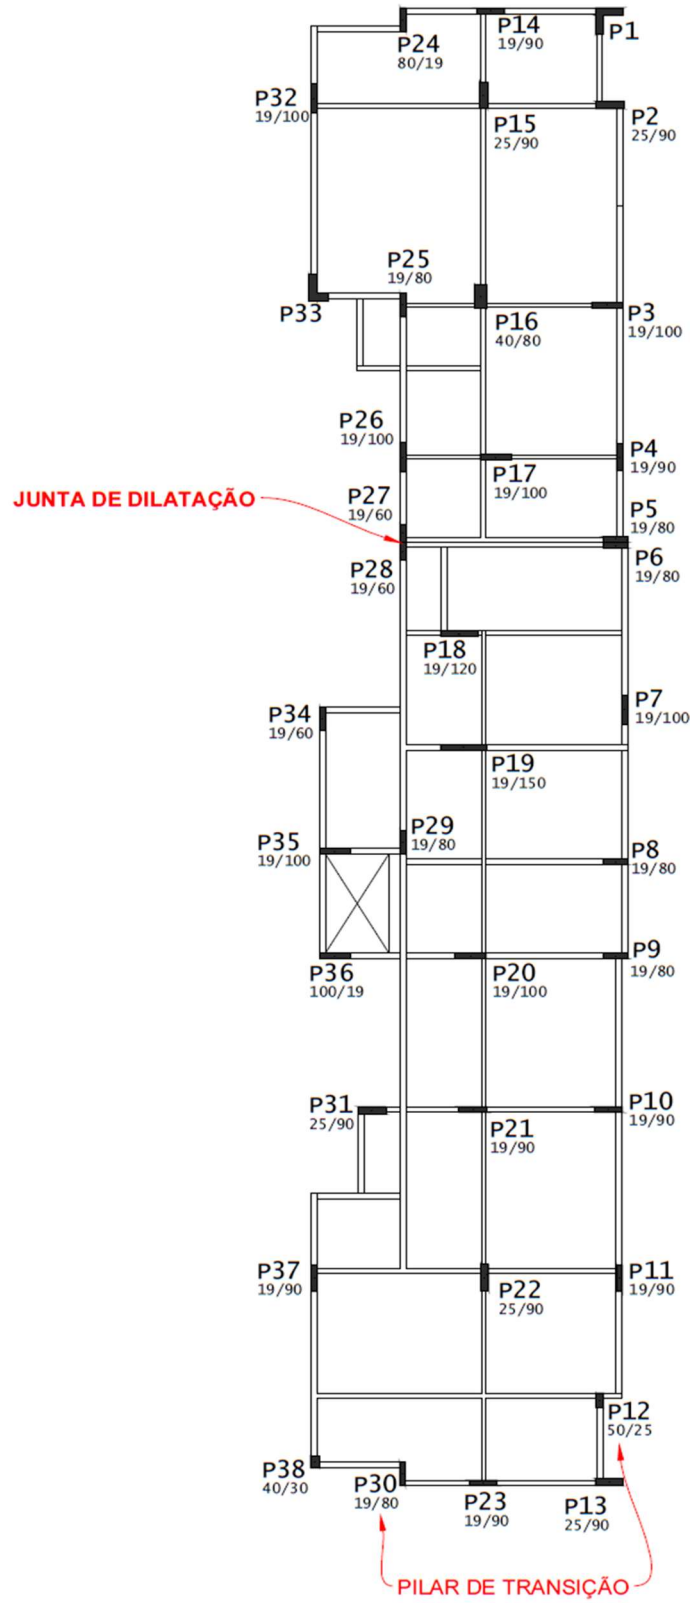 P14
19/90
P1
P24
80/19
P32
19/100
P15
25/90
P2
25/90
P25
19/80
P33
P16
40/80
P3
19/100
P26
19/100
P17
19/100
P4
19/90
JUNTA DE DILATAÇÃO
P27
19/60
P5
19/80
P28
19/60
P6
19/80
P18
19/120
P34
19/60
P7
19/100
P19
19/150
P35
19/100
P29
19/80
P8
19/80
P36
100/19
P20
19/100
P9
19/80
P31
25/90
P21
19/90
P10
19/90
P37
19/90
P22
25/90
P11
19/90
P12
50/25
P38
40/30
P30
19/80
P23
19/90
P13
25/90
PILAR DE TRANSIÇÃO